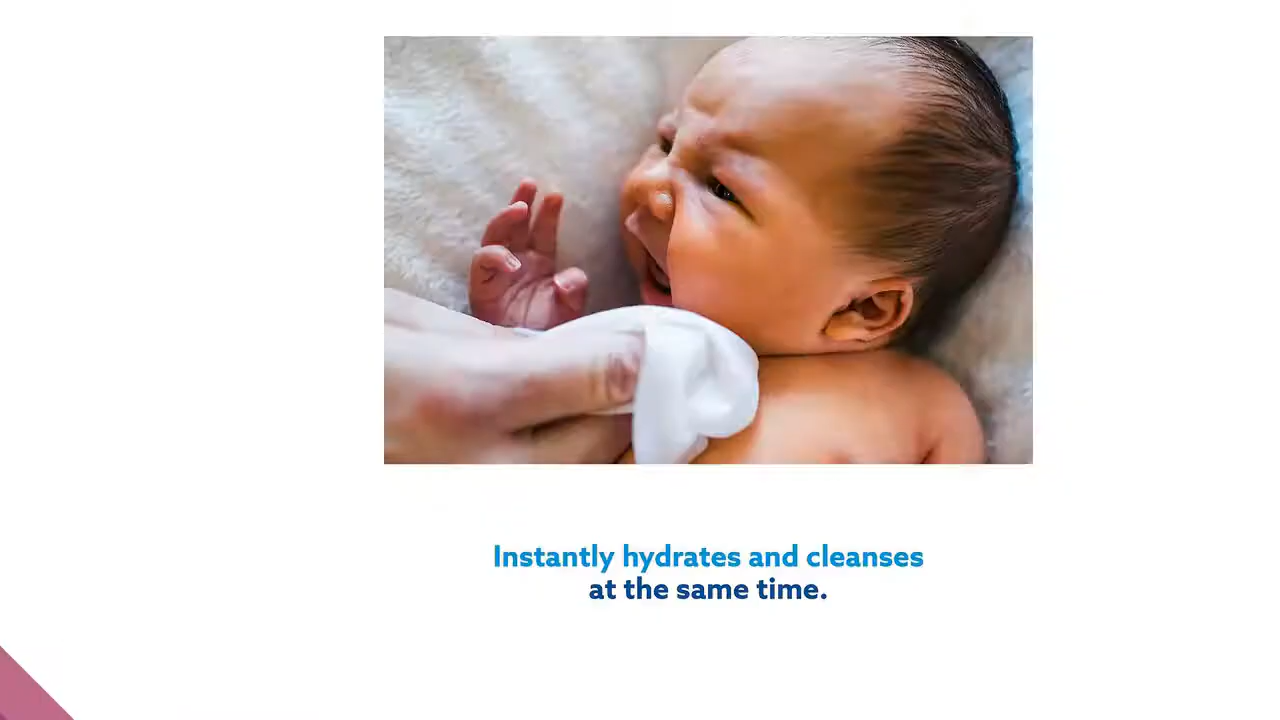 Instantly hydrates and cleanses
at the same time.